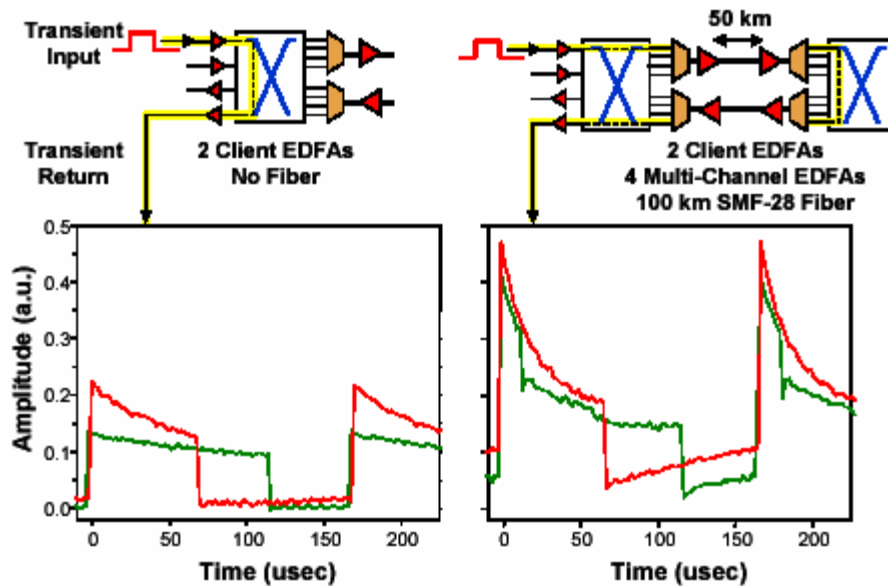 Transient
Input
50 km
Transient
Return
2 Client EDFAs
No Fiber
2 Client EDFAs
4 Multi-Channel EDFAs
100 km SMF-28 Fiber
Amplitude (a.u.)
0.5
0.4
0.3
0.2
0.1
0.0
0 50 100 150 200
0 50 100 150 200
Time (usec)
Time (usec)